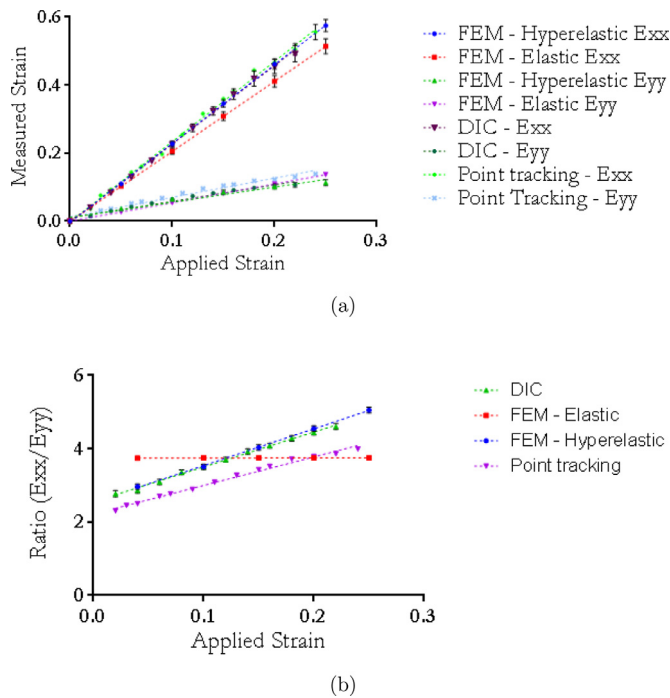 0.6
0.4
0.2
0.0
Measured Strain
0.0
0.1
0.2
0.3
Applied Strain
FEM - Hyperelastic Exx
FEM - Elastic Exx
FEM - Hyperelastic Eyy
FEM - Elastic Eyy
DIC - Exx
DIC - Eyy
Point tracking - Exx
Point Tracking - Eyy
(a)
6
4
2
0
Ratio (Exx/Eyy)
0.0
0.1
0.2
0.3
Applied Strain
DIC
FEM - Elastic
FEM - Hyperelastic
Point tracking
(b)